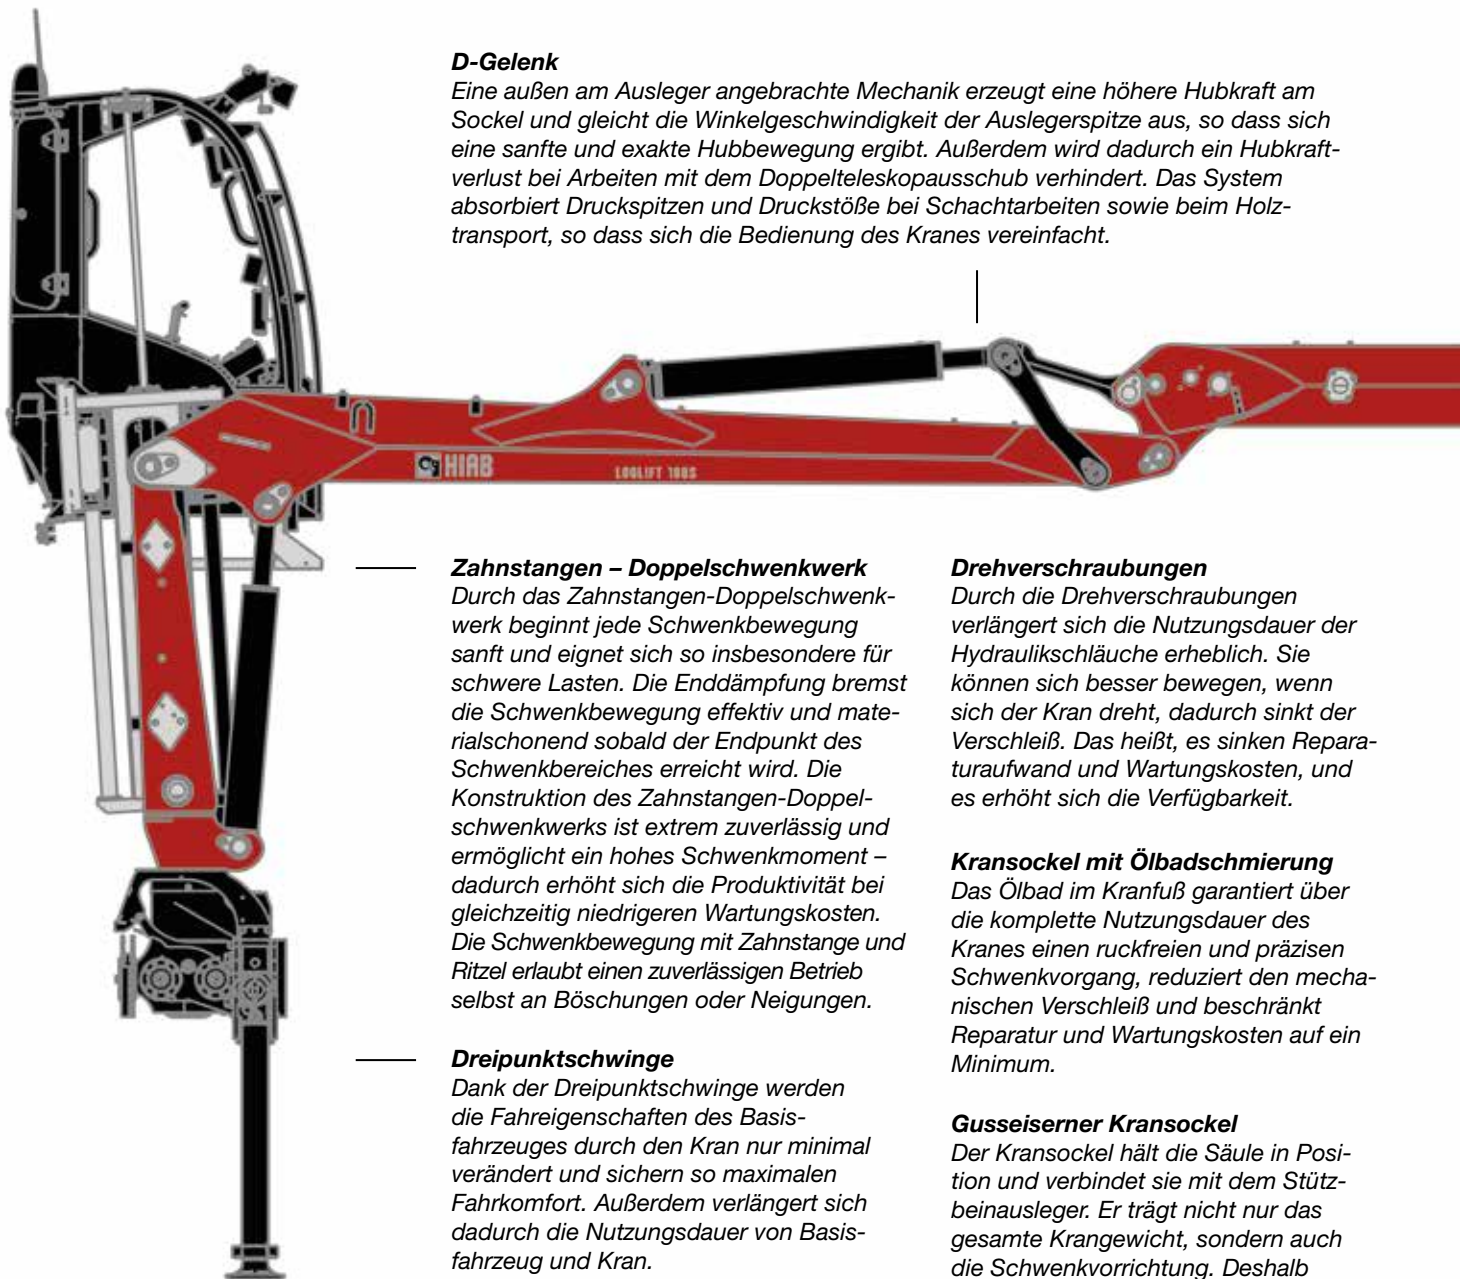 D-Gelenk
Eine außen am Ausleger angebrachte Mechanik erzeugt eine höhere Hubkraft am
Sockel und gleicht die Winkelgeschwindigkeit der Auslegerspitze aus, so dass sich
eine sanfte und exakte Hubbewegung ergibt. Außerdem wird dadurch ein Hubkraft-
verlust bei Arbeiten mit dem Doppelteleskopausschub verhindert. Das System
absorbiert Druckspitzen und Druckstöße bei Schachtarbeiten sowie beim Holz-
transport, so dass sich die Bedienung des Kranes vereinfacht.
HIAB
LOGLIFT 108S
Zahnstangen – Doppelschwenkwerk
Durch das Zahnstangen-Doppelschwenk-
werk beginnt jede Schwenkbewegung
sanft und eignet sich so insbesondere für
schwere Lasten. Die Enddämpfung bremst
die Schwenkbewegung effektiv und mate-
rialschonend sobald der Endpunkt des
Schwenkbereiches erreicht wird. Die
Konstruktion des Zahnstangen-Doppel-
schwenkwerks ist extrem zuverlässig und
ermöglicht ein hohes Schwenkmoment –
dadurch erhöht sich die Produktivität bei
gleichzeitig niedrigeren Wartungskosten.
Die Schwenkbewegung mit Zahnstange und
Ritzel erlaubt einen zuverlässigen Betrieb
selbst an Böschungen oder Neigungen.
Dreipunktschwinge
Dank der Dreipunktschwinge werden
die Fahreigenschaften des Basis-
fahrzeuges durch den Kran nur minimal
verändert und sichern so maximalen
Fahrkomfort. Außerdem verlängert sich
dadurch die Nutzungsdauer von Basis-
fahrzeug und Kran.
Drehverschraubungen
Durch die Drehverschraubungen
verlängert sich die Nutzungsdauer der
Hydraulikschläuche erheblich. Sie
können sich besser bewegen, wenn
sich der Kran dreht, dadurch sinkt der
Verschleiß. Das heißt, es sinken Repara-
turaufwand und Wartungskosten, und
es erhöht sich die Verfügbarkeit.
Kransockel mit Ölbadschmierung
Das Ölbad im Kranfuß garantiert über
die komplette Nutzungsdauer des
Kranes einen ruckfreien und präzisen
Schwenkvorgang, reduziert den mecha-
nischen Verschleiß und beschränkt
Reparatur und Wartungskosten auf ein
Minimum.
Gusseiserner Kransockel
Der Kransockel hält die Säule in Posi-
tion und verbindet sie mit dem Stütz-
beinausleger. Er trägt nicht nur das
gesamte Krangewicht, sondern auch
die Schwenkvorrichtung. Deshalb